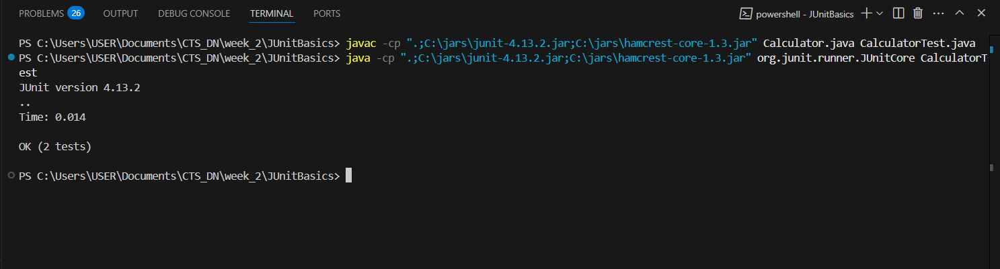 PROBLEMS 26 OUTPUT DEBUG CONSOLE TERMINAL PORTS powershell - JUnitBasics
PS C:\Users\USER\Documents\CTS_DN\week_2\JUnitBasics> javac -cp ".;C:\jars\junit-4.13.2.jar;C:\jars\hamcrest-core-1.3.jar" Calculator.java CalculatorTest.java
PS C:\Users\USER\Documents\CTS_DN\week_2\JUnitBasics> java -cp ".;C:\jars\junit-4.13.2.jar;C:\jars\hamcrest-core-1.3.jar" org.junit.runner.JUnitCore CalculatorT
est
JUnit version 4.13.2
..
Time: 0.014
OK (2 tests)
PS C:\Users\USER\Documents\CTS_DN\week_2\JUnitBasics>